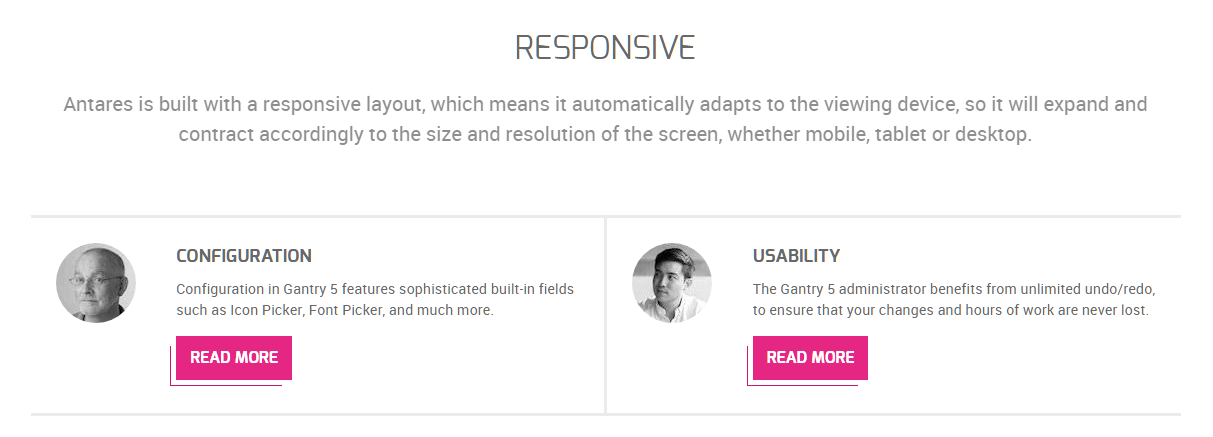 RESPONSIVE
Antares is built with a responsive layout, which means it automatically adapts to the viewing device, so it will expand and
contract accordingly to the size and resolution of the screen, whether mobile, tablet or desktop.
CONFIGURATION
Configuration in Gantry 5 features sophisticated built-in fields
such as Icon Picker, Font Picker, and much more.
READ MORE
USABILITY
The Gantry 5 administrator benefits from unlimited undo/redo,
to ensure that your changes and hours of work are never lost.
READ MORE